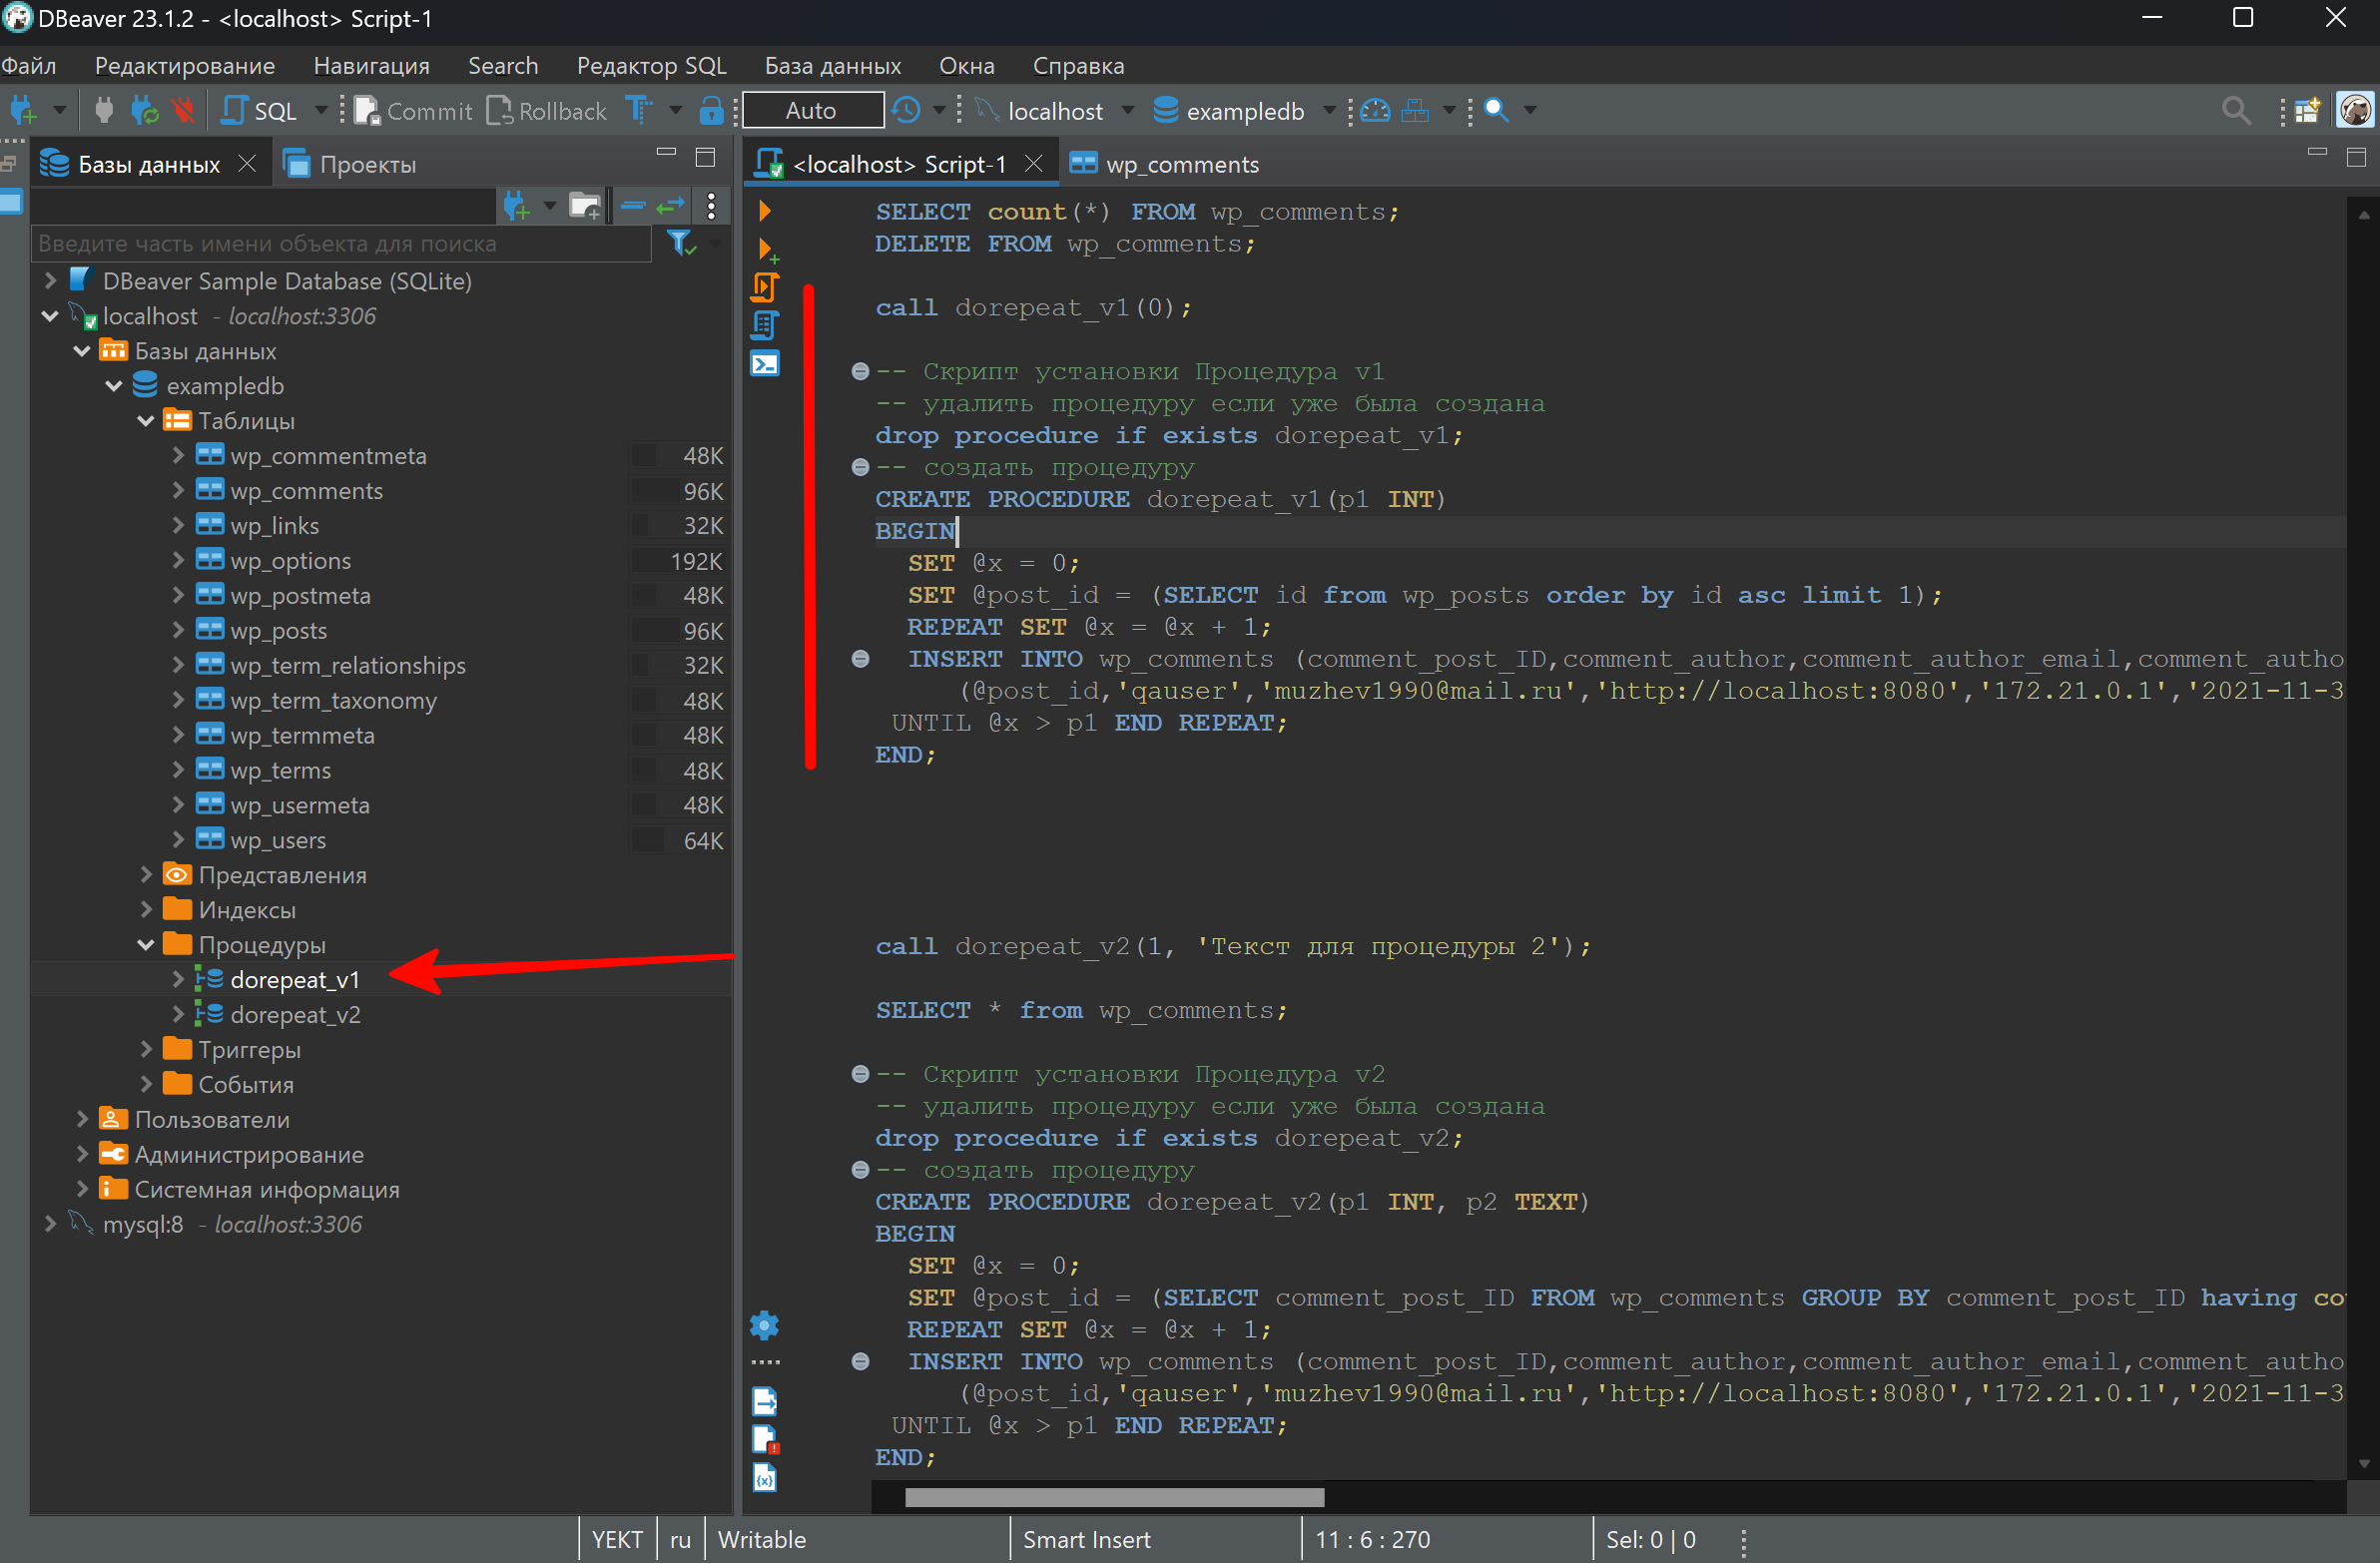 DBeaver 23.1.2 - <localhost> Script-1
Файл Редактирование Навигация Search Редактор SQL База данных Окна Справка
SQL Commit Rollback Auto localhost exampledb
Базы данных Проекты
Введите часть имени объекта для поиска
DBeaver Sample Database (SQLite)
localhost - localhost:3306
Базы данных
exampledb
Таблицы
wp_commentmeta 48K
wp_comments 96K
wp_links 32K
wp_options 192K
wp_postmeta 48K
wp_posts 96K
wp_term_relationships 32K
wp_term_taxonomy 48K
wp_termmeta 48K
wp_terms 48K
wp_usermeta 48K
wp_users 64K
Представления
Индексы
Процедуры
dorepeat_v1
dorepeat_v2
Триггеры
События
Пользователи
Администрирование
Системная информация
mysql:8 - localhost:3306
<localhost> Script-1 wp_comments
SELECT count(*) FROM wp_comments;
DELETE FROM wp_comments;
call dorepeat_v1(0);
-- Скрипт установки Процедура v1
-- удалить процедуру если уже была создана
drop procedure if exists dorepeat_v1;
-- создать процедуру
CREATE PROCEDURE dorepeat_v1(p1 INT)
BEGIN
SET @x = 0;
SET @post_id = (SELECT id from wp_posts order by id asc limit 1);
REPEAT SET @x = @x + 1;
INSERT INTO wp_comments (comment_post_ID,comment_author,comment_author_email,comment_autho
(@post_id,'qauser','muzhev1990@mail.ru','http://localhost:8080','172.21.0.1','2021-11-3
UNTIL @x > p1 END REPEAT;
END;
call dorepeat_v2(1, 'Текст для процедуры 2');
SELECT * from wp_comments;
-- Скрипт установки Процедура v2
-- удалить процедуру если уже была создана
drop procedure if exists dorepeat_v2;
-- создать процедуру
CREATE PROCEDURE dorepeat_v2(p1 INT, p2 TEXT)
BEGIN
SET @x = 0;
SET @post_id = (SELECT comment_post_ID FROM wp_comments GROUP BY comment_post_ID having co
REPEAT SET @x = @x + 1;
INSERT INTO wp_comments (comment_post_ID,comment_author,comment_author_email,comment_autho
(@post_id,'qauser','muzhev1990@mail.ru','http://localhost:8080','172.21.0.1','2021-11-3
UNTIL @x > p1 END REPEAT;
END;
YEKT ru Writable Smart Insert 11 : 6 : 270 Sel: 0 | 0